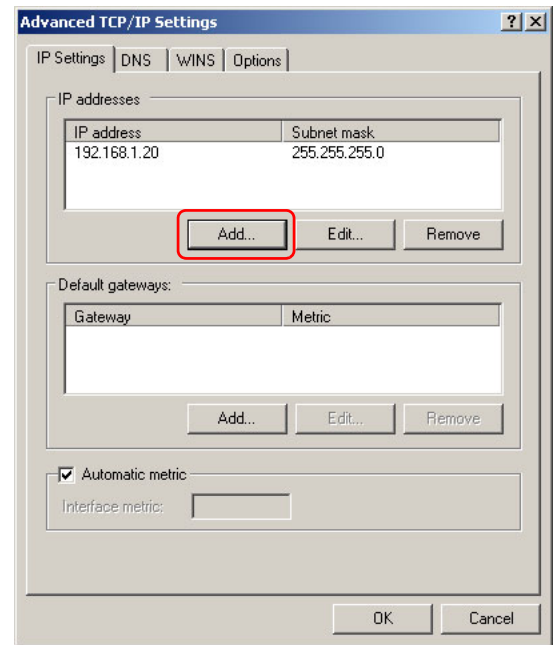 Advanced TCP/IP Settings
IP Settings DNS WINS Options
IP addresses
IP address Subnet mask
192.168.1.20 255.255.255.0
Add... Edit... Remove
Default gateways:
Gateway Metric
Add... Edit... Remove
Automatic metric
Interface metric:
OK Cancel